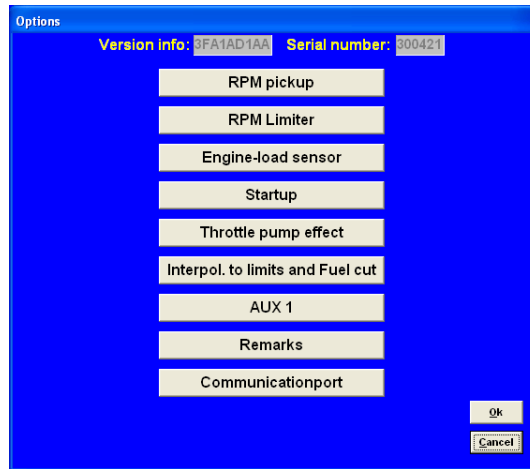 Options
Version info: 3FA1AD1AA Serial number: 300421
RPM pickup
RPM Limiter
Engine-load sensor
Startup
Throttle pump effect
Interpol. to limits and Fuel cut
AUX 1
Remarks
Communicationport
Ok
Cancel